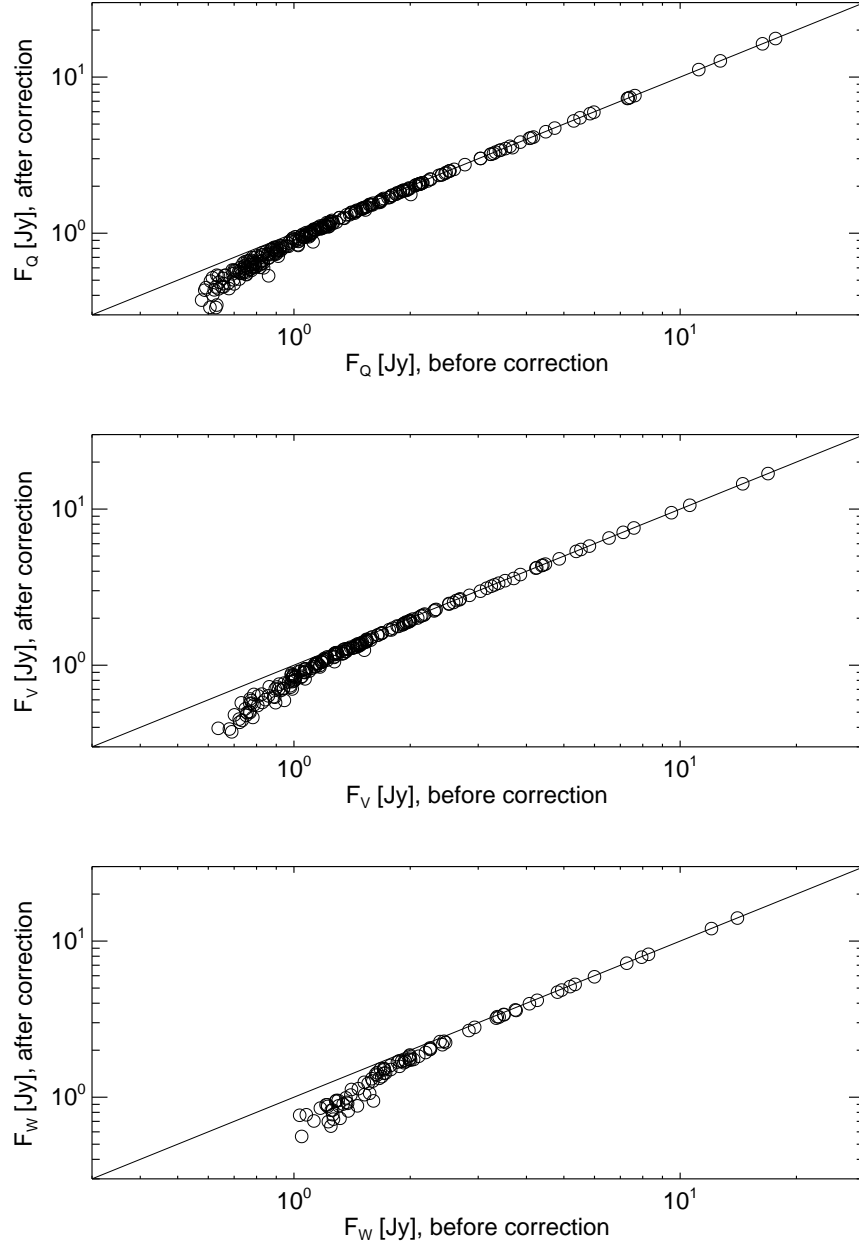 F_Q [Jy], after correction
10^1
10^0
10^0
10^1
F_Q [Jy], before correction
F_V [Jy], after correction
10^1
10^0
10^0
10^1
F_V [Jy], before correction
F_W [Jy], after correction
10^1
10^0
10^0
10^1
F_W [Jy], before correction